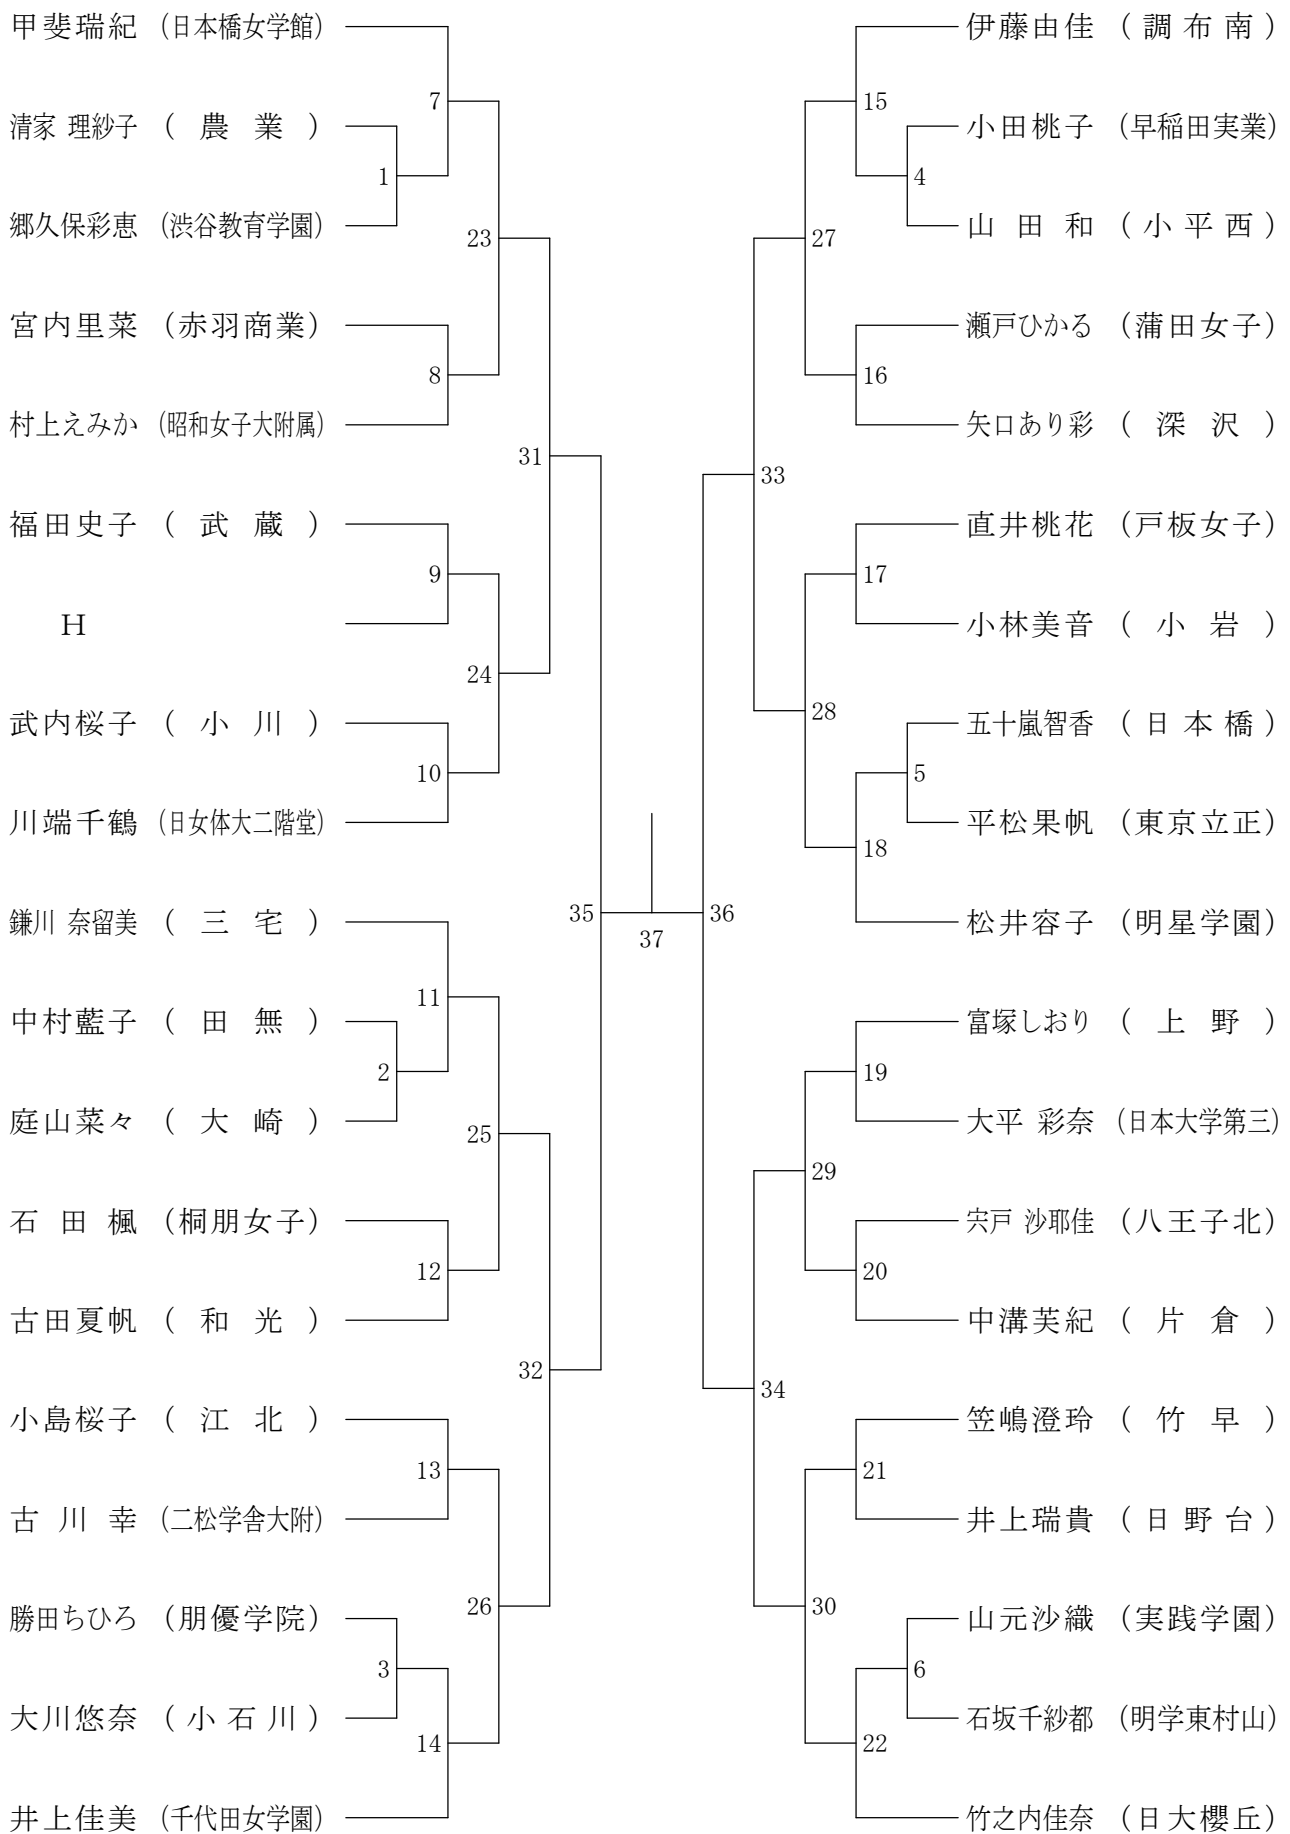 甲斐瑞紀 (日本橋女学館)
7
清家 理紗子 ( 農 業 )
1
郷久保彩恵 (渋谷教育学園)
23
宮内里菜 (赤羽商業)
8
村上えみか (昭和女子大附属)
31
福田史子 ( 武 蔵 )
9
H
24
武内桜子 ( 小 川 )
10
川端千鶴 (日女体大二階堂)
35
鎌川 奈留美 ( 三 宅 )
11
中村藍子 ( 田 無 )
2
庭山菜々 ( 大 崎 )
25
石 田 楓 (桐朋女子)
12
古田夏帆 ( 和 光 )
32
小島桜子 ( 江 北 )
13
古 川 幸 (二松学舎大附)
26
勝田ちひろ (朋優学院)
3
大川悠奈 ( 小 石 川 )
14
井上佳美 (千代田女学園)
37
伊藤由佳 ( 調 布 南 )
15
小田桃子 (早稲田実業)
4
山 田 和 ( 小 平 西 )
27
瀬戸ひかる (蒲田女子)
16
矢口あり彩 ( 深 沢 )
33
直井桃花 (戸板女子)
17
小林美音 ( 小 岩 )
28
五十嵐智香 ( 日 本 橋 )
5
平松果帆 (東京立正)
18
松井容子 (明星学園)
36
富塚しおり ( 上 野 )
19
大平 彩奈 (日本大学第三)
29
宍戸 沙耶佳 (八王子北)
20
中溝芙紀 ( 片 倉 )
34
笠嶋澄玲 ( 竹 早 )
21
井上瑞貴 ( 日 野 台 )
30
山元沙織 (実践学園)
6
石坂千紗都 (明学東村山)
22
竹之内佳奈 (日大櫻丘)